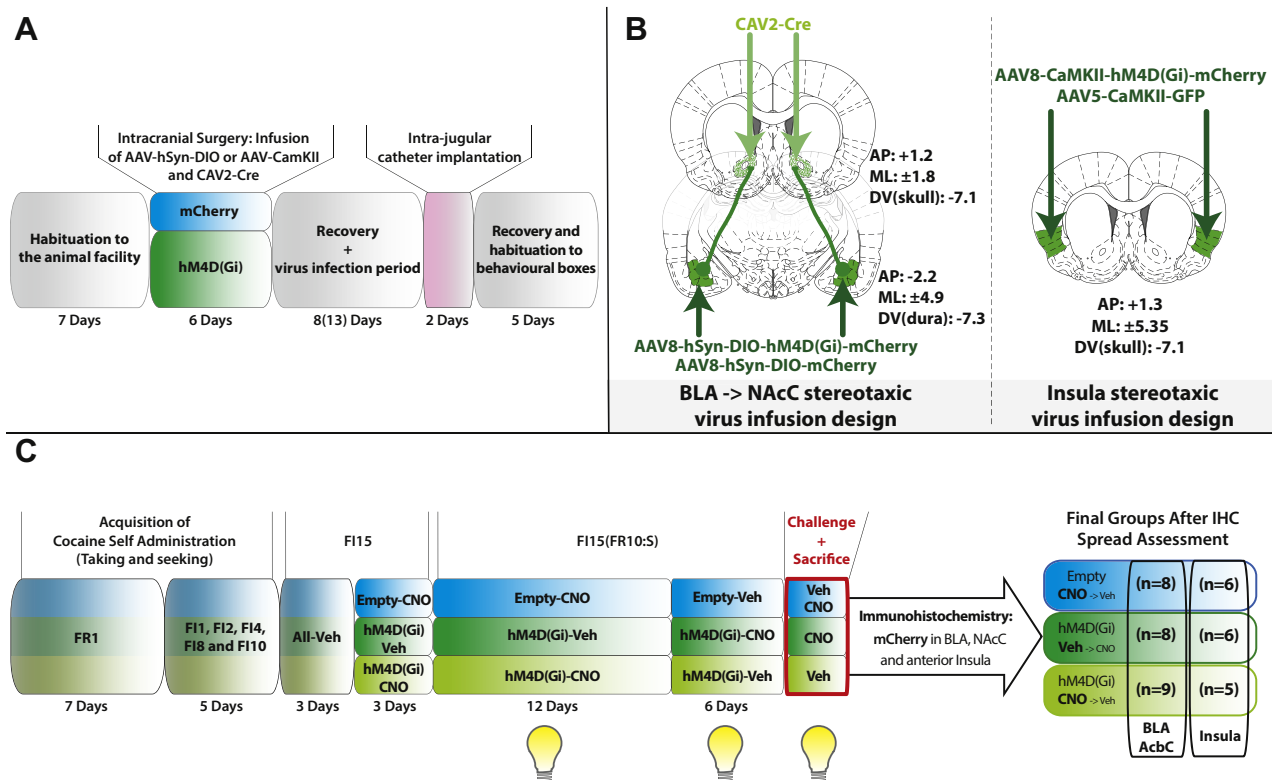 A
Intracranial Surgery: Infusion
of AAV-hSyn-DIO or AAV-CamKII
and CAV2-Cre
Intra-jugular
catheter implantation
Habituation to
the animal facility
mCherry
hM4D(Gi)
Recovery
+
virus infection period
Recovery and
habituation to
behavioural boxes
7 Days
6 Days
8(13) Days
2 Days
5 Days
B
CAV2-Cre
AP: +1.2
ML: ±1.8
DV(skull): -7.1
AP: -2.2
ML: ±4.9
DV(dura): -7.3
AAV8-hSyn-DIO-hM4D(Gi)-mCherry
AAV8-hSyn-DIO-mCherry
BLA -> NAcC stereotaxic
virus infusion design
AAV8-CaMKII-hM4D(Gi)-mCherry
AAV5-CaMKII-GFP
AP: +1.3
ML: ±5.35
DV(skull): -7.1
Insula stereotaxic
virus infusion design
C
Acquisition of
Cocaine Self Administration
(Taking and seeking)
FI15
FI15(FR10:S)
Challenge
+
Sacrifice
FR1
FI1, FI2, FI4,
FI8 and FI10
All-Veh
Empty-CNO
hM4D(Gi)
Veh
hM4D(Gi)
CNO
Empty-CNO
hM4D(Gi)-Veh
hM4D(Gi)-CNO
Empty-Veh
hM4D(Gi)-CNO
hM4D(Gi)-Veh
Veh
CNO
CNO
Veh
7 Days
5 Days
3 Days
3 Days
12 Days
6 Days
Immunohistochemistry:
mCherry in BLA, NAcC
and anterior Insula
Final Groups After IHC
Spread Assessment
Empty
CNO -> Veh
(n=8)
(n=6)
hM4D(Gi)
Veh -> CNO
(n=8)
(n=6)
hM4D(Gi)
CNO -> Veh
(n=9)
(n=5)
BLA
AcbC
Insula